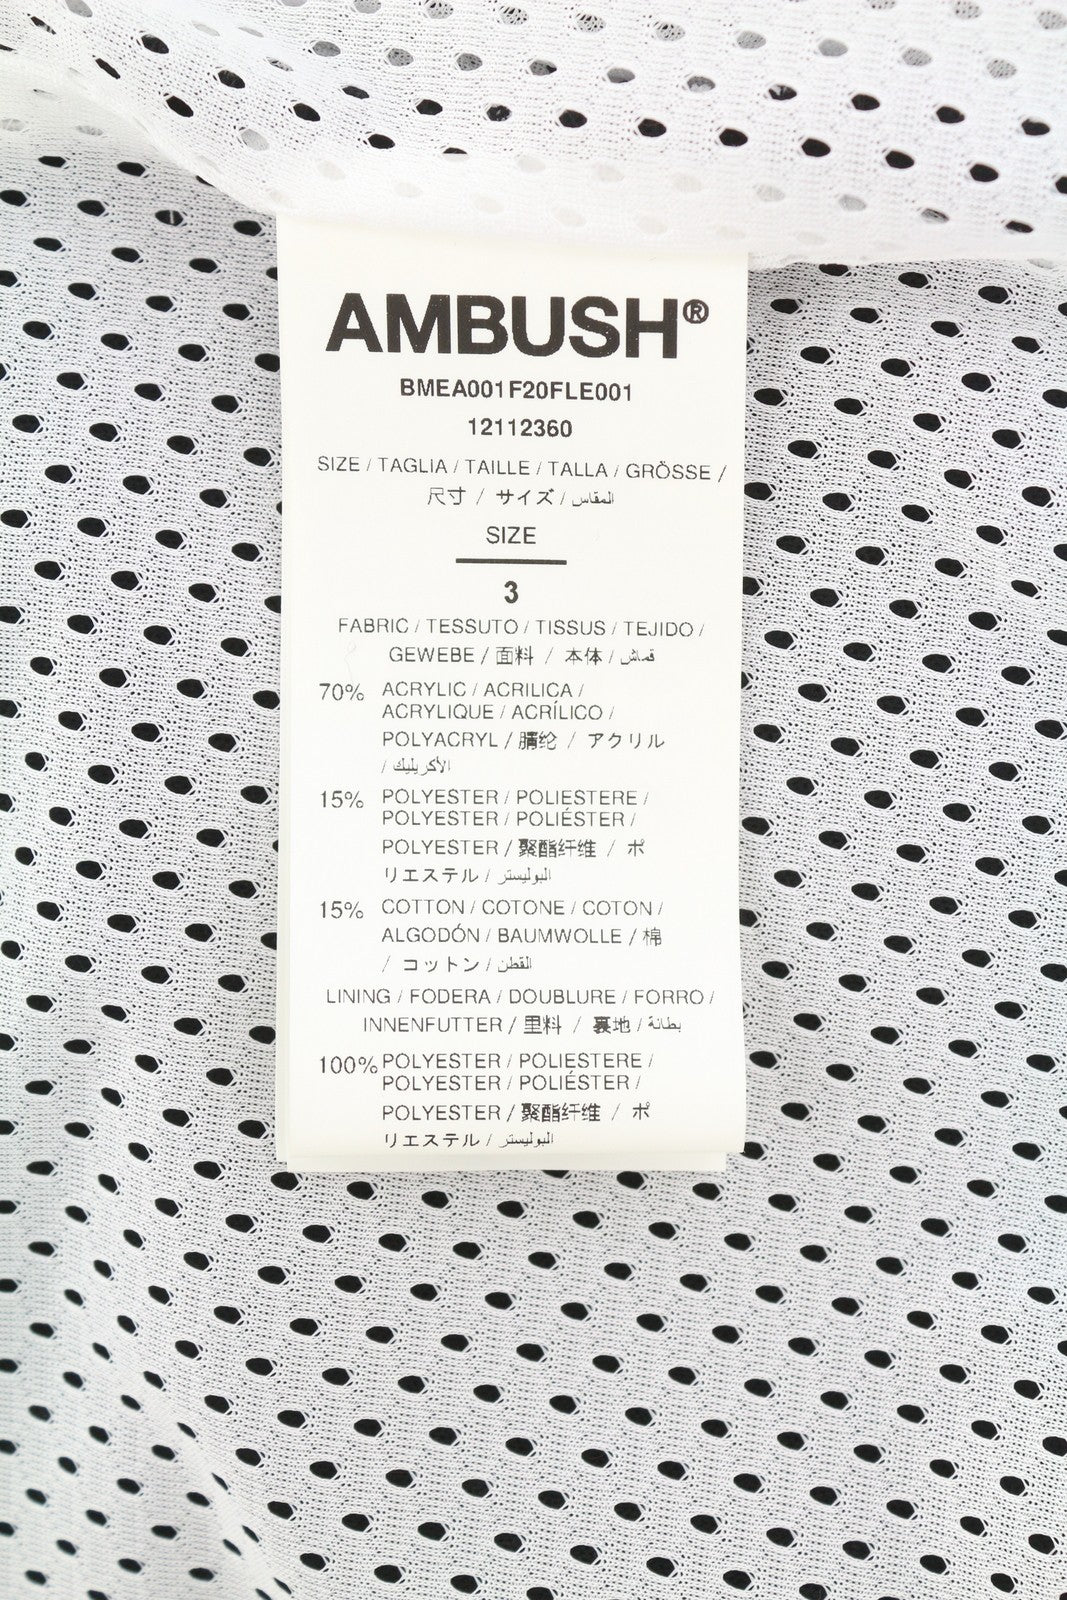 AMBUSH®
BMEA001F20FLE001
12112360
SIZE / TAGLIA / TAILLE / TALLA / GRÖSSE /
尺寸 / サイズ / المقاس
SIZE
3
FABRIC / TESSUTO / TISSUS / TEJIDO /
GEWEBE / 面料 / 本体 / قماش
70% ACRYLIC / ACRILICA /
ACRYLIQUE / ACRÍLICO /
POLYACRYL / 腈纶 / アクリル
/ الأكريليك
15% POLYESTER / POLIESTERE /
POLYESTER / POLIÉSTER /
POLYESTER / 聚酯纤维 / ポ
リエステル / البوليستر
15% COTTON / COTONE / COTON /
ALGODÓN / BAUMWOLLE / 棉
/ コットン / القطن
LINING / FODERA / DOUBLURE / FORRO /
INNENFUTTER / 里料 / 裏地 / بطانة
100% POLYESTER / POLIESTERE /
POLYESTER / POLIÉSTER /
POLYESTER / 聚酯纤维 / ポ
リエステル / البوليستر